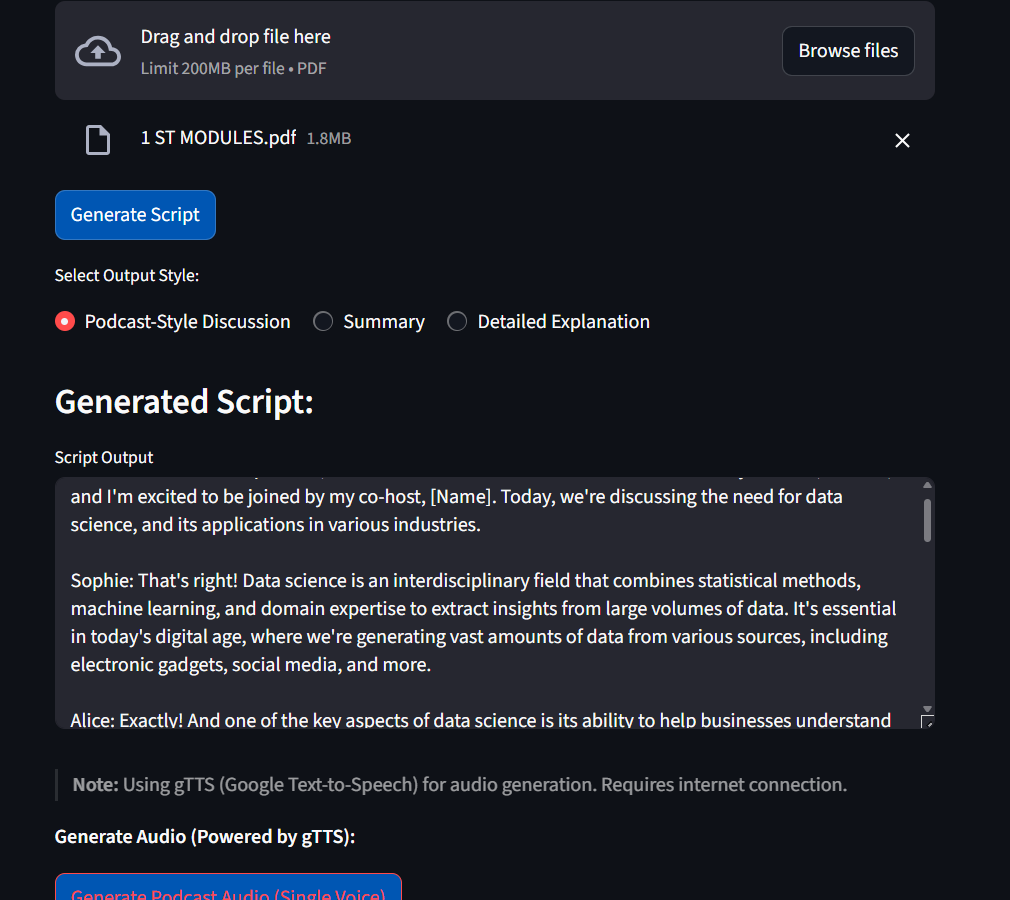 Drag and drop file here
Limit 200MB per file • PDF
Browse files
1 ST MODULES.pdf 1.8MB
Generate Script
Select Output Style:
Podcast-Style Discussion Summary Detailed Explanation
Generated Script:
Script Output
and I'm excited to be joined by my co-host, [Name]. Today, we're discussing the need for data
science, and its applications in various industries.
Sophie: That's right! Data science is an interdisciplinary field that combines statistical methods,
machine learning, and domain expertise to extract insights from large volumes of data. It's essential
in today's digital age, where we're generating vast amounts of data from various sources, including
electronic gadgets, social media, and more.
Alice: Exactly! And one of the key aspects of data science is its ability to help businesses understand
Note: Using gTTS (Google Text-to-Speech) for audio generation. Requires internet connection.
Generate Audio (Powered by gTTS):
Generate Podcast Audio (Single Voice)